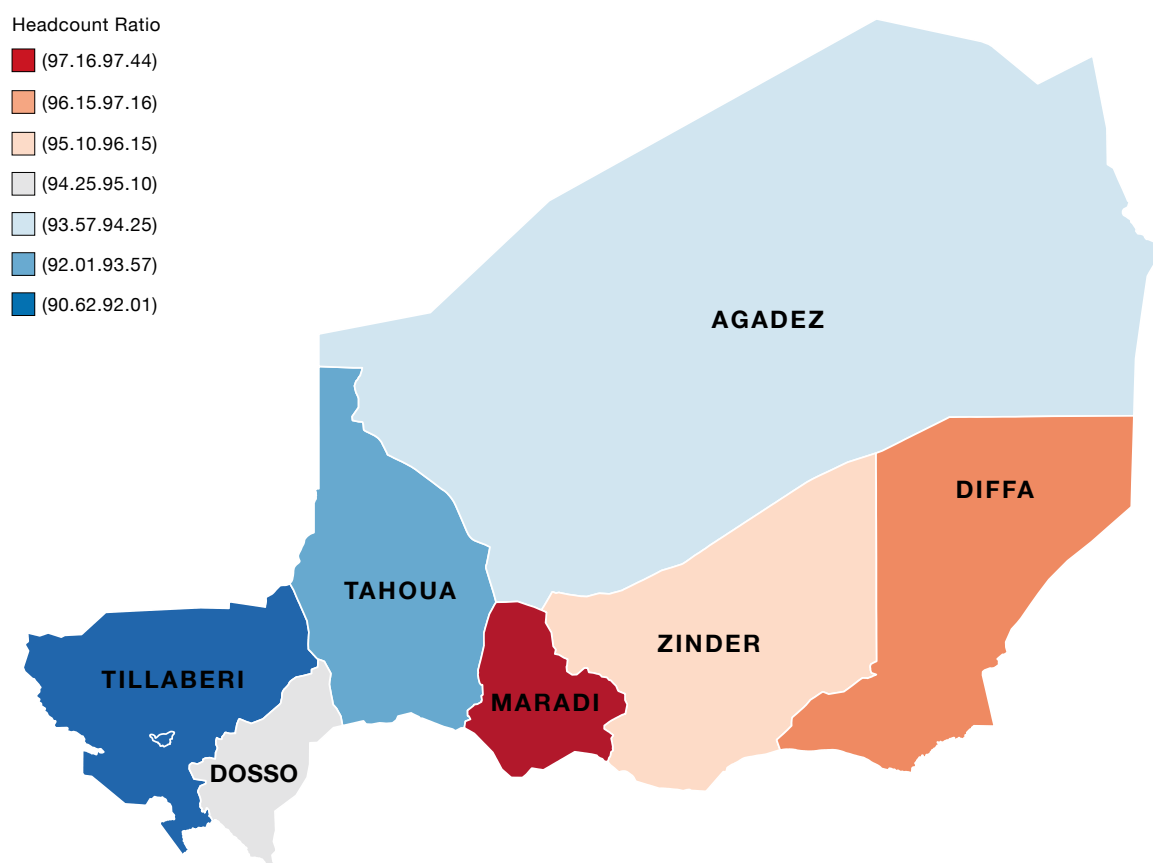 Headcount Ratio
(97.16.97.44)
(96.15.97.16)
(95.10.96.15)
(94.25.95.10)
(93.57.94.25)
(92.01.93.57)
(90.62.92.01)
AGADEZ
DIFFA
TAHOUA
ZINDER
TILLABERI
MARADI
DOSSO